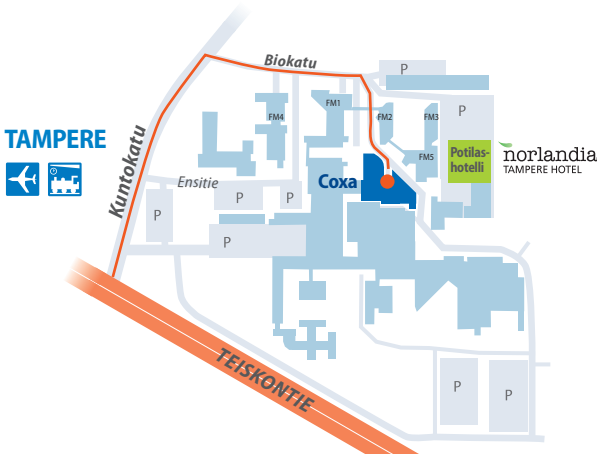 Biokatu
P
P
FM1
FM4
FM2
FM3
TAMPERE
Kuntokatu
FM5
Potilas-
hotelli
norlandia
TAMPERE HOTEL
Ensitie
Coxa
P
P
P
P
TEISKONTIE
P
P